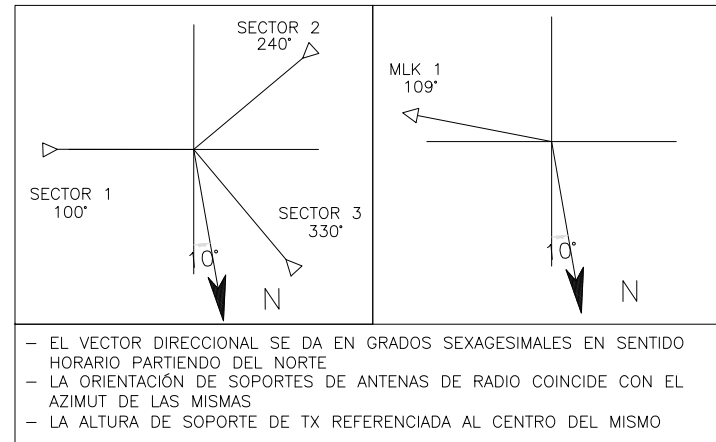 SECTOR 2
240°
SECTOR 1
100°
SECTOR 3
330°
10°
N
MLK 1
109°
10°
N
– EL VECTOR DIRECCIONAL SE DA EN GRADOS SEXAGESIMALES EN SENTIDO
HORARIO PARTIENDO DEL NORTE
– LA ORIENTACIÓN DE SOPORTES DE ANTENAS DE RADIO COINCIDE CON EL
AZIMUT DE LAS MISMAS
– LA ALTURA DE SOPORTE DE TX REFERENCIADA AL CENTRO DEL MISMO